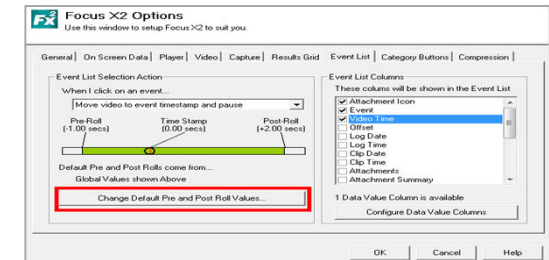 Fx2
Focus X2 Options
Use this window to setup Focus X2 to suit you.
General On Screen Data Player Video Capture Results Grid Event List Category Buttons Compression
Event List Selection Action
When I click on an event...
Move video to event timestamp and pause
Pre-Roll Time Stamp Post-Roll
(-1.00 secs) (0.00 secs) (+2.00 secs)
Default Pre and Post Rolls come from...
Global Values shown Above
Change Default Pre and Post Roll Values...
Event List Columns
These colums will be shown in the Event List
Attachment Icon
Event
Video Time
Offset
Log Date
Log Time
Clip Date
Clip Time
Attachments
Attachment Summary
1 Data Value Column is available
Configure Data Value Columns
OK Cancel Help